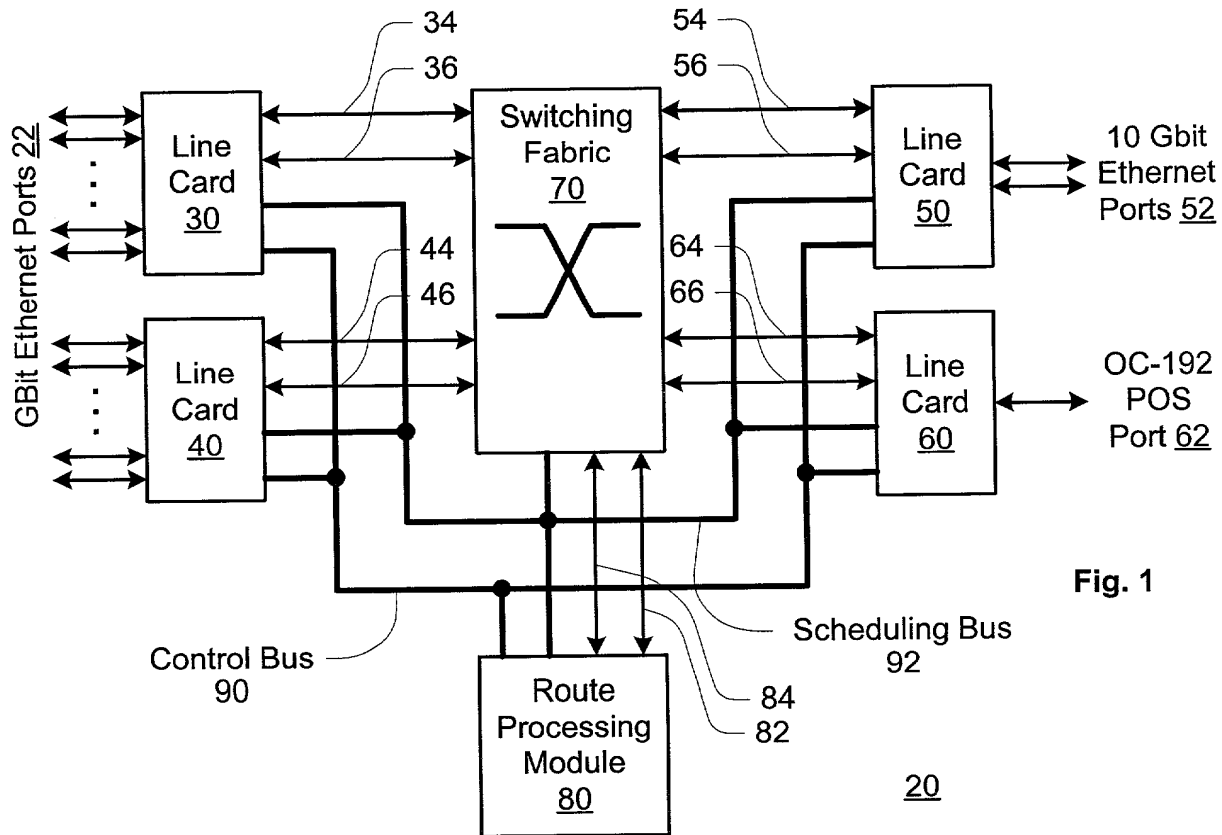 34
36
54
56
GBit Ethernet Ports 22
Line
Card
30
Switching
Fabric
70
Line
Card
50
10 Gbit
Ethernet
Ports 52
44
46
64
66
Line
Card
40
Line
Card
60
OC-192
POS
Port 62
Fig. 1
Control Bus
90
Scheduling Bus
92
Route
Processing
Module
80
84
82
20